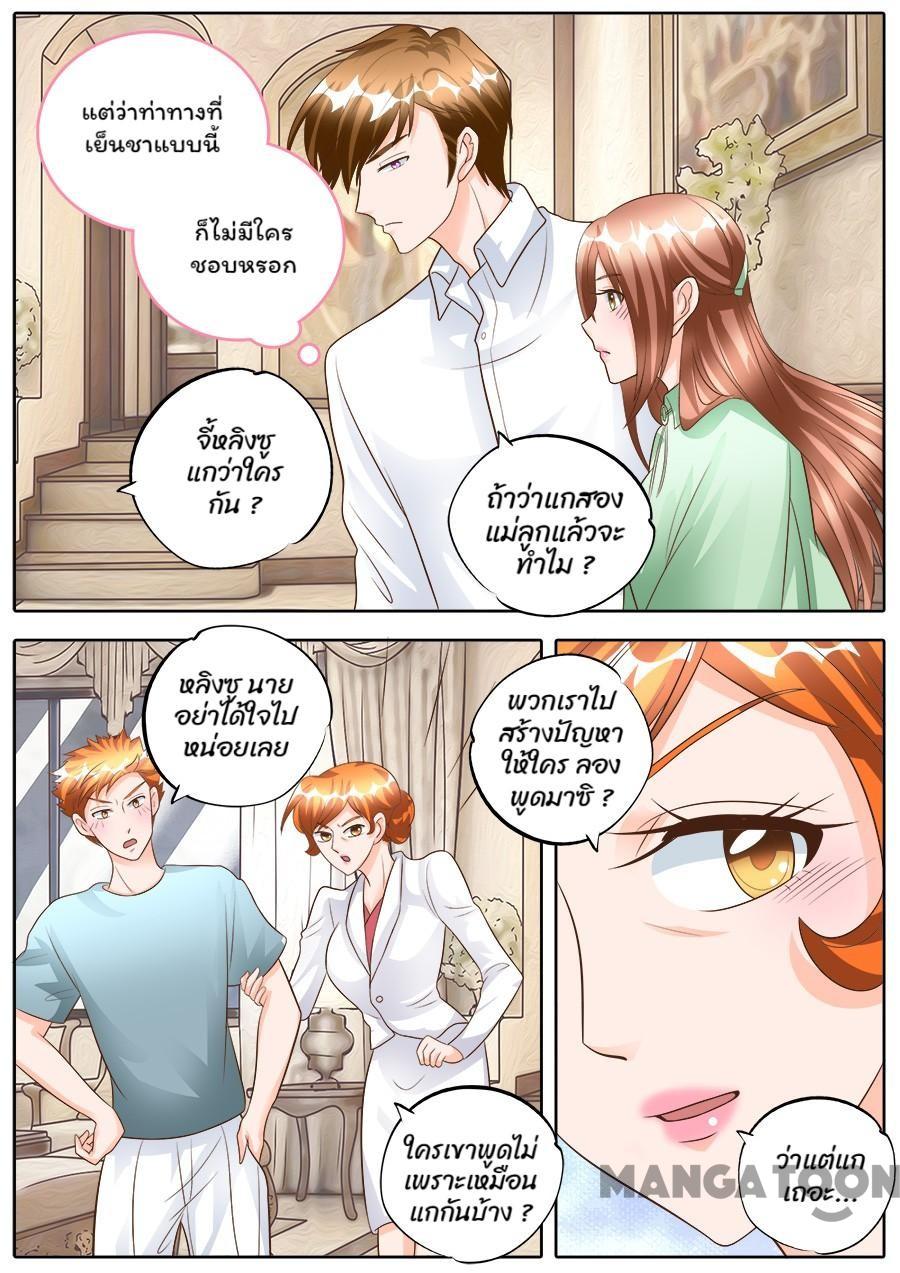 แต่ว่าท่าทางที่
เย็นชาแบบนี้
ก็ไม่มีใคร
ชอบหรอก
จี้หลิงซู
แกว่าใคร
กัน ?
ถ้าว่าแกสอง
แม่ลูกแล้วจะ
ทำไม ?
หลิงซู นาย
อย่าได้ใจไป
หน่อยเลย
พวกเราไป
สร้างปัญหา
ให้ใคร ลอง
พูดมาซิ ?
ใครเขาพูดไม่
เพราะเหมือน
แกกันบ้าง ?
ว่าแต่แก
เถอะ...
MANGATOON